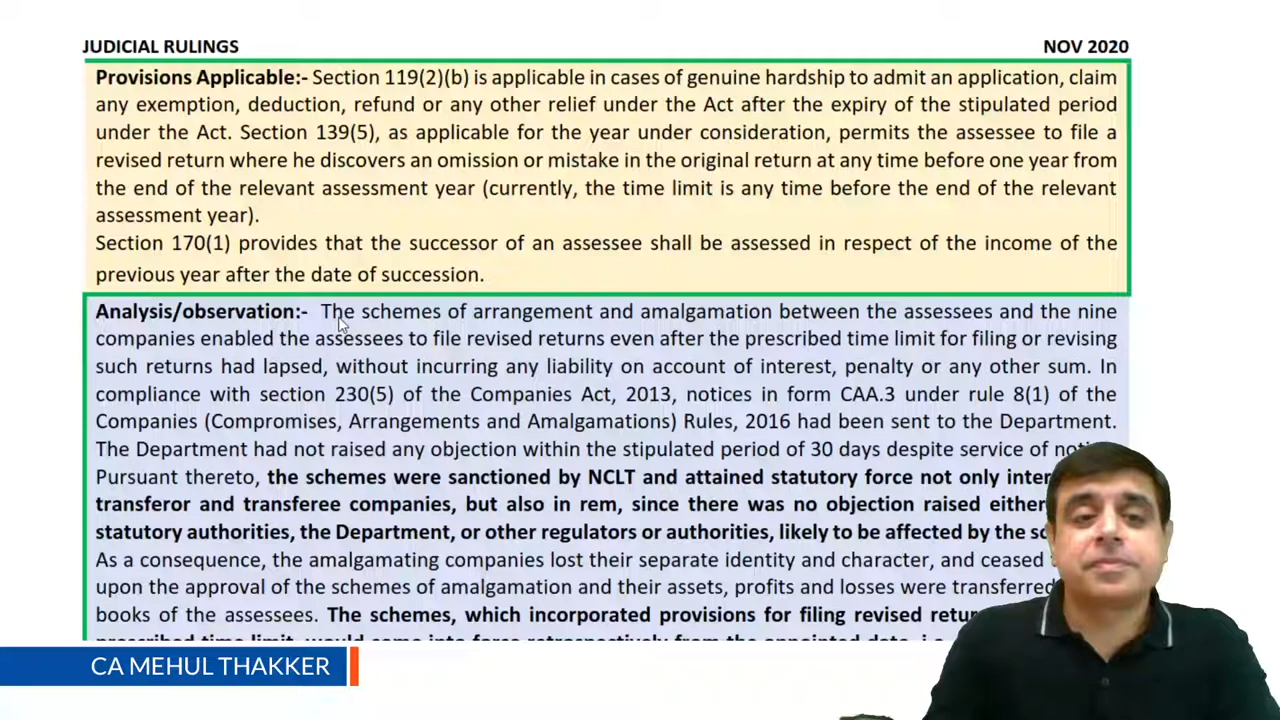 JUDICIAL RULINGS NOV 2020
Provisions Applicable:- Section 119(2)(b) is applicable in cases of genuine hardship to admit an application, claim
any exemption, deduction, refund or any other relief under the Act after the expiry of the stipulated period
under the Act. Section 139(5), as applicable for the year under consideration, permits the assessee to file a
revised return where he discovers an omission or mistake in the original return at any time before one year from
the end of the relevant assessment year (currently, the time limit is any time before the end of the relevant
assessment year).
Section 170(1) provides that the successor of an assessee shall be assessed in respect of the income of the
previous year after the date of succession.
Analysis/observation:- The schemes of arrangement and amalgamation between the assessees and the nine
companies enabled the assessees to file revised returns even after the prescribed time limit for filing or revising
such returns had lapsed, without incurring any liability on account of interest, penalty or any other sum. In
compliance with section 230(5) of the Companies Act, 2013, notices in form CAA.3 under rule 8(1) of the
Companies (Compromises, Arrangements and Amalgamations) Rules, 2016 had been sent to the Department.
The Department had not raised any objection within the stipulated period of 30 days despite service of
Pursuant thereto, the schemes were sanctioned by NCLT and attained statutory force not only
transferor and transferee companies, but also in rem, since there was no objection raised
statutory authorities, the Department, or other regulators or authorities, likely to be affected by the
As a consequence, the amalgamating companies lost their separate identity and character, and ceased
upon the approval of the schemes of amalgamation and their assets, profits and losses were transferred
books of the assessees. The schemes, which incorporated provisions for filing revised
prescribed time limit, would come into force retrospectively from the appointed date,
CA MEHUL THAKKER